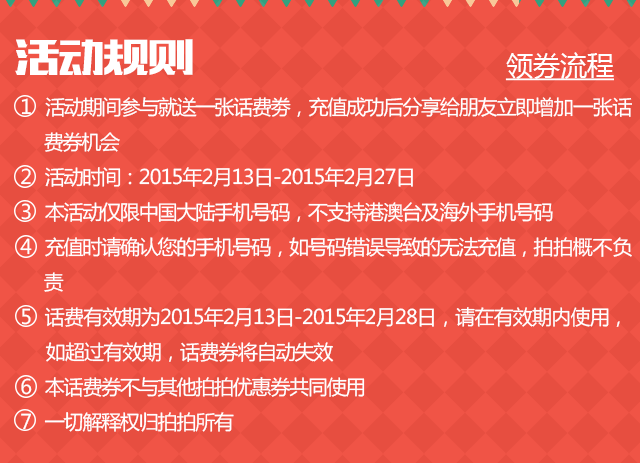 活动规则
领劵流程
① 活动期间参与就送一张话费劵，充值成功后分享给朋友立即增加一张话
费券机会
② 活动时间：2015年2月13日-2015年2月27日
③ 本活动仅限中国大陆手机号码，不支持港澳台及海外手机号码
④ 充值时请确认您的手机号码，如号码错误导致的无法充值，拍拍概不负
责
⑤ 话费有效期为2015年2月13日-2015年2月28日，请在有效期内使用，
如超过有效期，话费券将自动失效
⑥ 本话费券不与其他拍拍优惠券共同使用
⑦ 一切解释权归拍拍所有